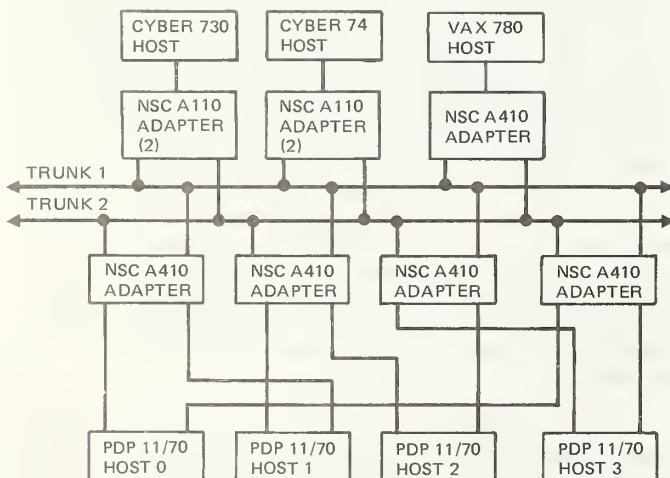 CYBER 730
HOST
CYBER 74
HOST
VAX 780
HOST
NSC A110
ADAPTER
(2)
NSC A110
ADAPTER
(2)
NSC A410
ADAPTER
TRUNK 1
TRUNK 2
NSC A410
ADAPTER
NSC A410
ADAPTER
NSC A410
ADAPTER
NSC A410
ADAPTER
PDP 11/70
HOST 0
PDP 11/70
HOST 1
PDP 11/70
HOST 2
PDP 11/70
HOST 3